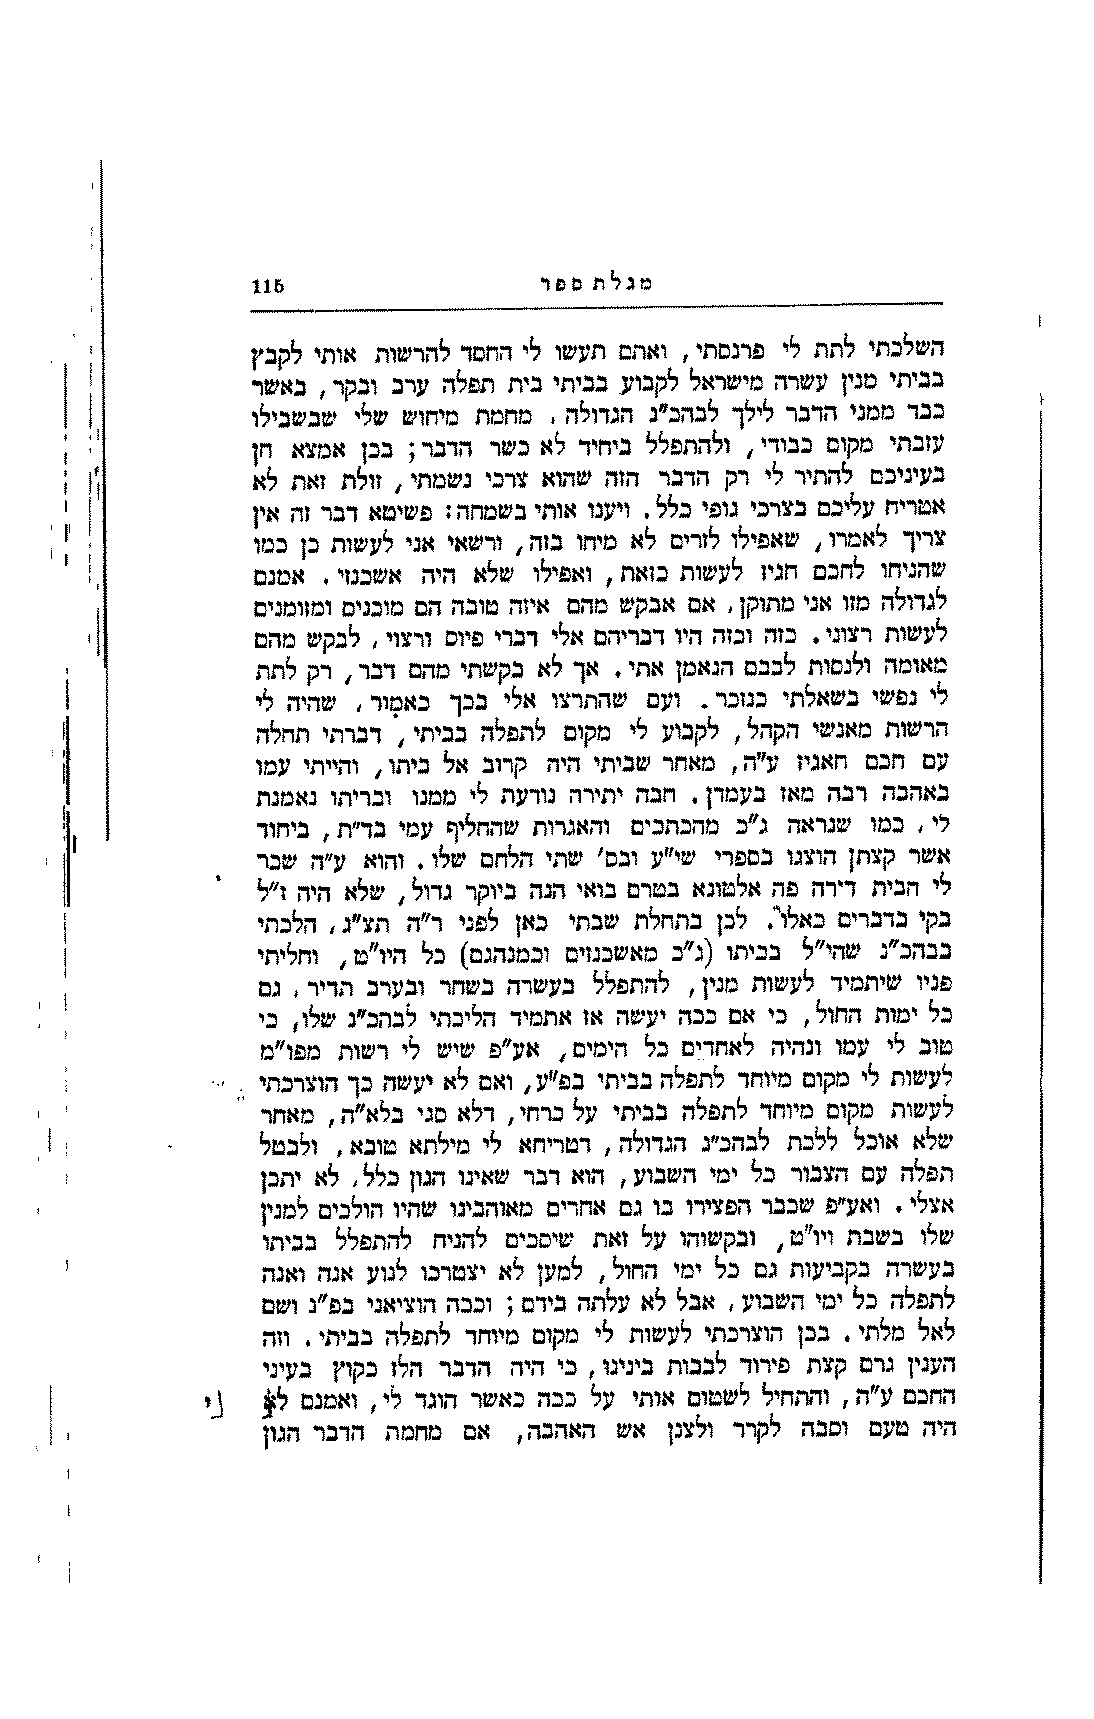 מגלת ספר 115
השלכתי לתת לי פרנסתי, ואתם תעשו לי החסד להרשות אותי לקבץ
בביתי מנין עשרה מישראל לקבוע בביתי בית תפלה ערב ובקר, באשר
כבד ממני הדבר לילך לבהכ"נ הגדולה, מחמת מיחוש שלי שבשבילו
עזבתי מקום כבודי, ולהתפלל ביחיד לא כשר הדבר; בכן אמצא חן
בעיניכם להתיר לי רק הדבר הזה שהוא צרכי נשמתי, זולת זאת לא
אטריח עליכם בצרכי גופי כלל. ויענו אותי בשמחה: פשיטא דבר זה אין
צריך לאמרו, שאפילו לזרים לא מיחו בזה, ורשאי אני לעשות כן כמו
שהניחו לחכם חגיז לעשות כזאת, ואפילו שלא היה אשכנזי. אמנם
לגדולה מזו אני מתוקן, אם אבקש מהם איזה טובה הם מוכנים ומזומנים
לעשות רצוני. כזה וכזה היו דבריהם אלי דברי פיוס ורצוי, לבקש מהם
מאומה ולנסות לבבם הנאמן אתי. אך לא בקשתי מהם דבר, רק לתת
לי נפשי בשאלתי כנזכר. ועם שהתרצו אלי בכך כאמור, שהיה לי
הרשות מאנשי הקהל, לקבוע לי מקום לתפלה בביתי, דברתי תחלה
עם חכם חאגיז ע"ה, מאחר שביתי היה קרוב אל ביתו, והייתי עמו
באהבה רבה מאז בעמדן. חבה יתירה נודעת לי ממנו ובריתו נאמנת
לי, כמו שנראה ג"כ מהכתבים והאגרות שהחליף עמי בד"ת, ביחוד
אשר קצתן הוצגו בספרי שי"ע ובס' שתי הלחם שלו. והוא ע"ה שכר
לי הבית דירה פה אלטונא בטרם בואי הנה ביוקר גדול, שלא היה ז"ל
בקי בדברים כאלו. לכן בתחלת שבתי כאן לפני ר"ה תצ"ג, הלכתי
בבהכ"נ שהי"ל בביתו (ג"כ מאשכנזים וכמנהגם) כל היו"ט, וחליתי
פניו שיתמיד לעשות מנין, להתפלל בעשרה בשחר ובערב תדיר, גם
כל ימות החול, כי אם ככה יעשה אז אתמיד הליכתי לבהכ"נ שלו, כי
טוב לי עמו ונהיה לאחדים כל הימים, אע"פ שיש לי רשות מפו"מ
לעשות לי מקום מיוחד לתפלה בביתי בפ"ע, ואם לא יעשה כך הוצרכתי
לעשות מקום מיוחד לתפלה בביתי על כרחי, דלא סגי בלא"ה, מאחר
שלא אוכל ללכת לבהכ"נ הגדולה, דטריחא לי מילתא טובא, ולבטל
תפלה עם הצבור כל ימי השבוע, הוא דבר שאינו הגון כלל, לא יתכן
אצלי. ואע"פ שכבר הפצירו בו גם אחרים מאוהבינו שהיו הולכים למנין
שלו בשבת ויו"ט, ובקשוהו על זאת שיסכים להניח להתפלל בביתו
בעשרה בקביעות גם כל ימי החול, למען לא יצטרכו לנוע אנה ואנה
לתפלה כל ימי השבוע, אבל לא עלתה בידם; וככה הוציאני בפ"נ ושם
לאל מלתי. בכן הוצרכתי לעשות לי מקום מיוחד לתפלה בביתי. וזה
הענין גרם קצת פירוד לבבות בינינו, כי היה הדבר הלז כקוץ בעיני
החכם ע"ה, והתחיל לשטום אותי על ככה כאשר הוגד לי, ואמנם לא
היה טעם וסבה לקרר ולצנן אש האהבה, אם מחמת הדבר הגון